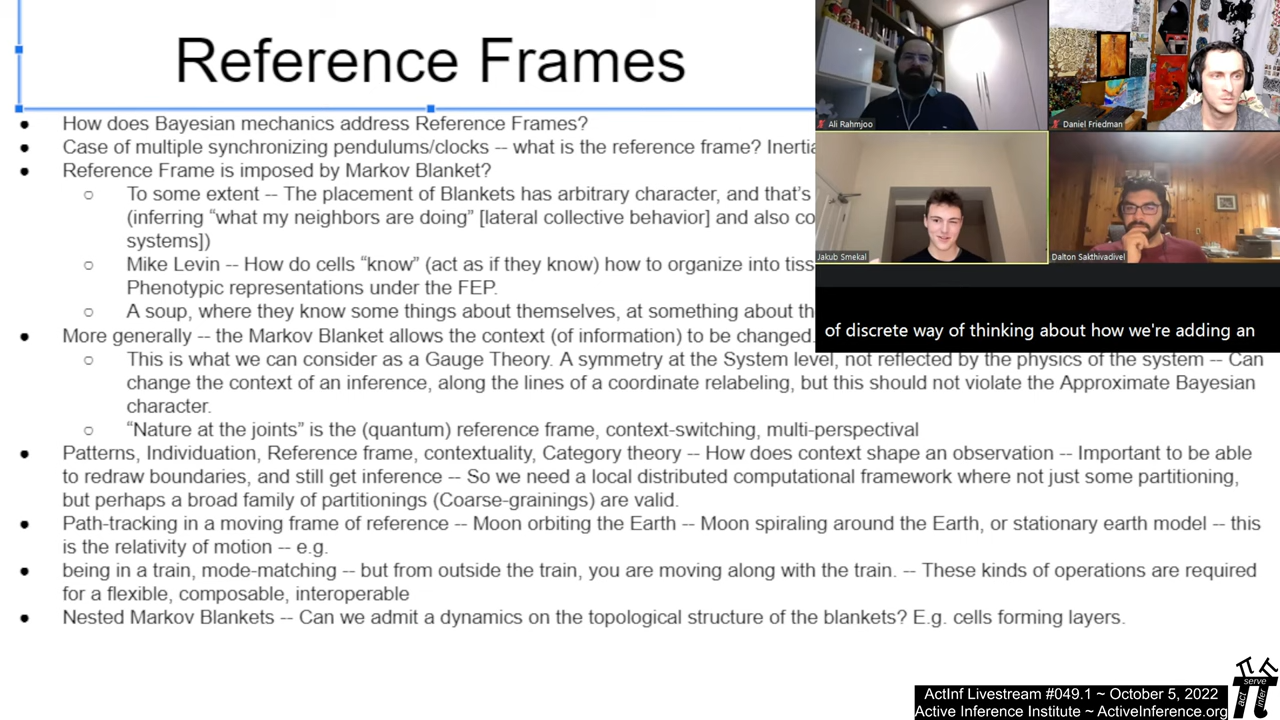 Reference Frames
● How does Bayesian mechanics address Reference Frames?
● Case of multiple synchronizing pendulums/clocks -- what is the reference frame? Inertia
● Reference Frame is imposed by Markov Blanket?
○ To some extent -- The placement of Blankets has arbitrary character, and that's
(inferring “what my neighbors are doing” [lateral collective behavior] and also co
systems])
○ Mike Levin -- How do cells “know” (act as if they know) how to organize into tiss
Phenotypic representations under the FEP.
○ A soup, where they know some things about themselves, at something about th
● More generally -- the Markov Blanket allows the context (of information) to be changed.
○ This is what we can consider as a Gauge Theory. A symmetry at the System level, not reflected by the physics of the system -- Can
change the context of an inference, along the lines of a coordinate relabeling, but this should not violate the Approximate Bayesian
character.
○ “Nature at the joints” is the (quantum) reference frame, context-switching, multi-perspectival
● Patterns, Individuation, Reference frame, contextuality, Category theory -- How does context shape an observation -- Important to be able
to redraw boundaries, and still get inference -- So we need a local distributed computational framework where not just some partitioning,
but perhaps a broad family of partitionings (Coarse-grainings) are valid.
● Path-tracking in a moving frame of reference -- Moon orbiting the Earth -- Moon spiraling around the Earth, or stationary earth model -- this
is the relativity of motion -- e.g.
● being in a train, mode-matching -- but from outside the train, you are moving along with the train. -- These kinds of operations are required
for a flexible, composable, interoperable
● Nested Markov Blankets -- Can we admit a dynamics on the topological structure of the blankets? E.g. cells forming layers.
Ali Rahmjoo
Daniel Friedman
Jakub Smekal
Dalton Sakthivadivel
of discrete way of thinking about how we're adding an
ActInf Livestream #049.1 ~ October 5, 2022
Active Inference Institute ~ ActiveInference.org
serve
act
infer